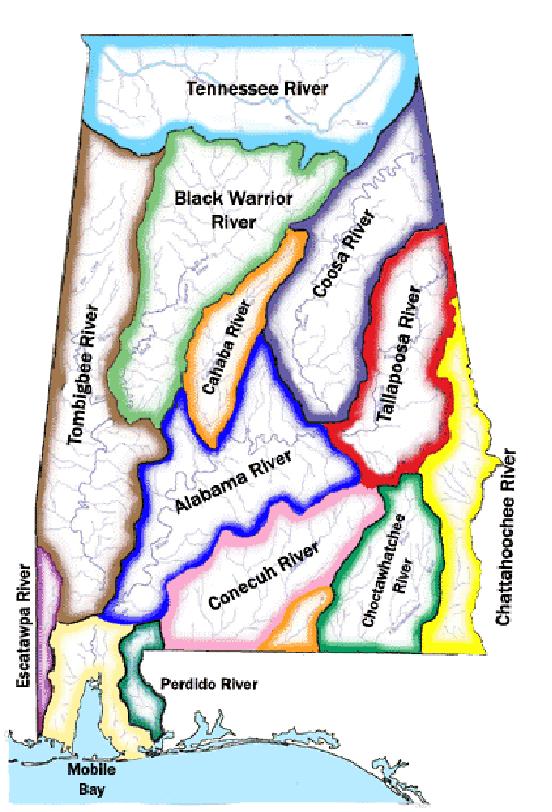 Tennessee River
Black Warrior
River
Coosa River
Cahaba River
Tallapoosa River
Tombigbee River
Alabama River
Chattahoochee River
Choctawhatchee
River
Conecuh River
Escatawpa River
Perdido River
Mobile
Bay